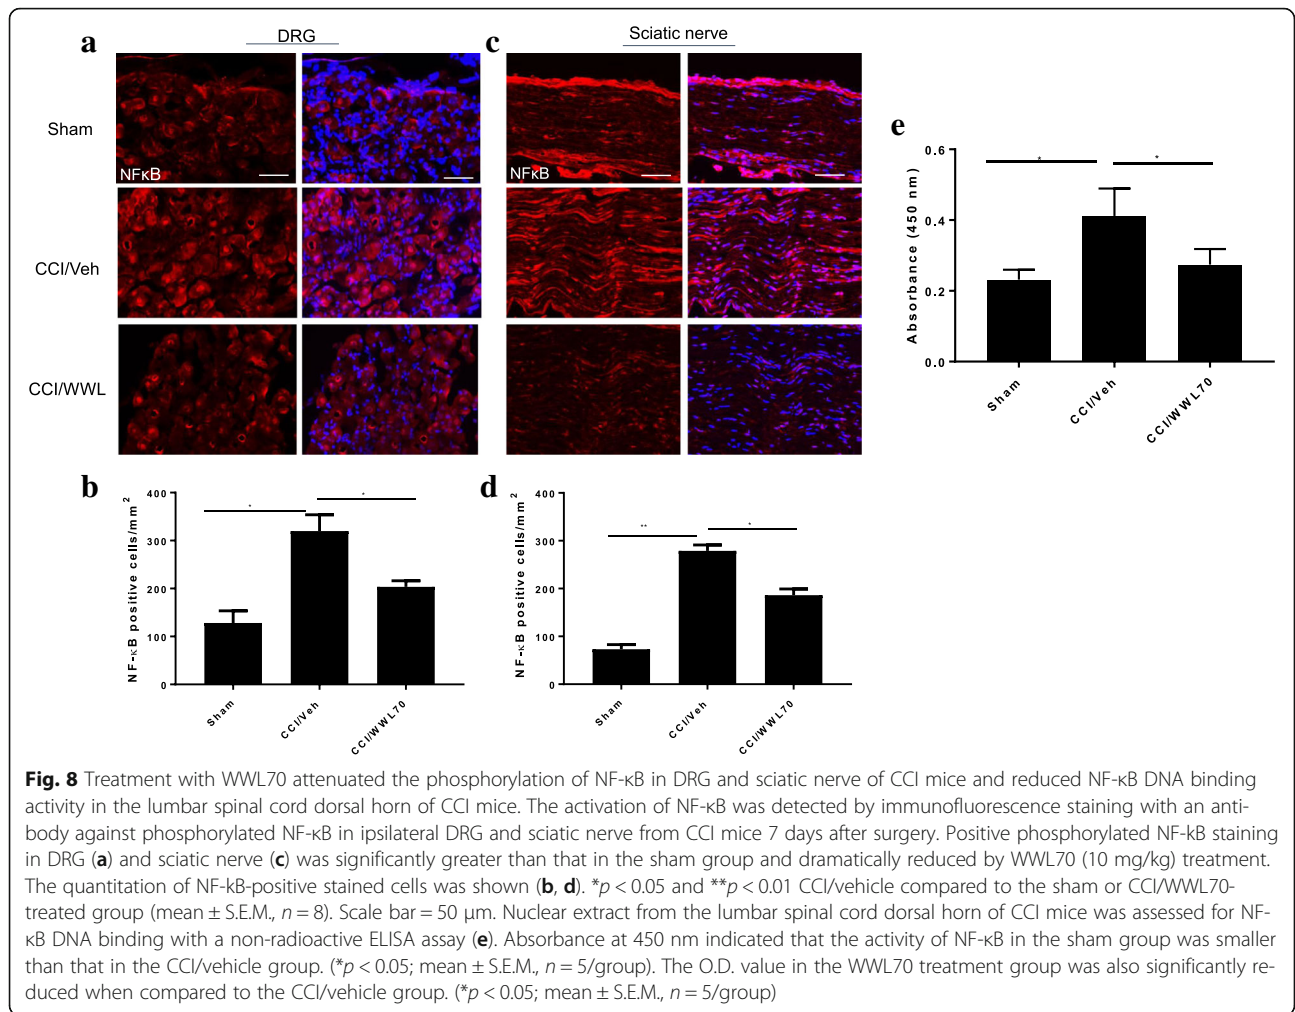 a
DRG
c
Sciatic nerve
Sham
NFκB
NFκB
CCI/Veh
CCI/WWL
e
Absorbance (450 nm)
0.6
0.4
0.2
0.0
*
*
Sham
CCI/Veh
CCI/WWL70
b
NF-κB positive cells/mm²
400
300
200
100
0
*
*
Sham
CCI/Veh
CCI/WWL70
d
NF-κB positive cells/mm²
400
300
200
100
0
**
*
Sham
CCI/Veh
CCI/WWL70
Fig. 8 Treatment with WWL70 attenuated the phosphorylation of NF-κB in DRG and sciatic nerve of CCI mice and reduced NF-κB DNA binding
activity in the lumbar spinal cord dorsal horn of CCI mice. The activation of NF-κB was detected by immunofluorescence staining with an anti-
body against phosphorylated NF-κB in ipsilateral DRG and sciatic nerve from CCI mice 7 days after surgery. Positive phosphorylated NF-kB staining
in DRG (a) and sciatic nerve (c) was significantly greater than that in the sham group and dramatically reduced by WWL70 (10 mg/kg) treatment.
The quantitation of NF-kB-positive stained cells was shown (b, d). *p < 0.05 and **p < 0.01 CCI/vehicle compared to the sham or CCI/WWL70-
treated group (mean ± S.E.M., n = 8). Scale bar = 50 μm. Nuclear extract from the lumbar spinal cord dorsal horn of CCI mice was assessed for NF-
κB DNA binding with a non-radioactive ELISA assay (e). Absorbance at 450 nm indicated that the activity of NF-κB in the sham group was smaller
than that in the CCI/vehicle group. (*p < 0.05; mean ± S.E.M., n = 5/group). The O.D. value in the WWL70 treatment group was also significantly re-
duced when compared to the CCI/vehicle group. (*p < 0.05; mean ± S.E.M., n = 5/group)